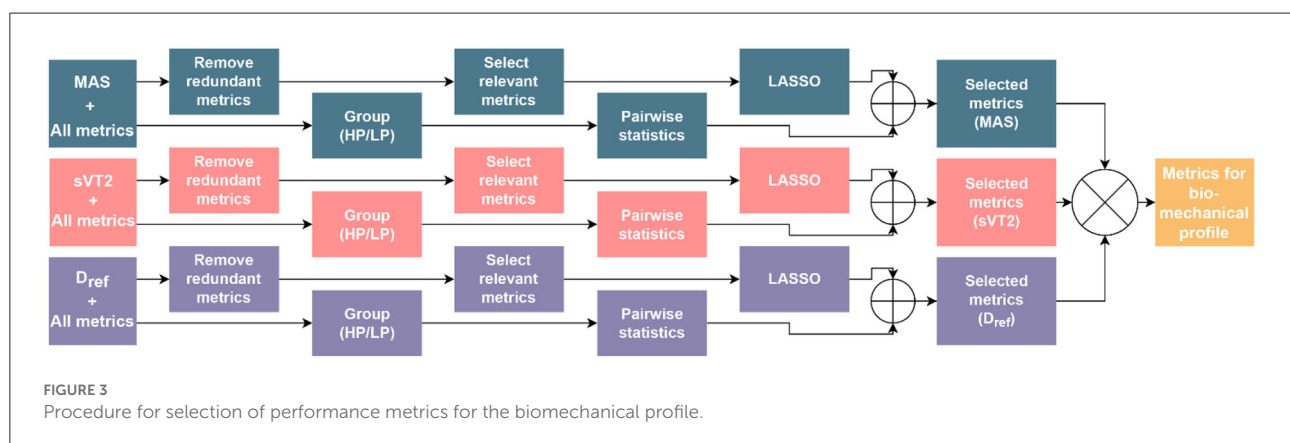 MAS
+
All metrics
Remove
redundant
metrics
Select
relevant
metrics
LASSO
Group
(HP/LP)
Pairwise
statistics
Selected
metrics
(MAS)
sVT2
+
All metrics
Remove
redundant
metrics
Select
relevant
metrics
LASSO
Group
(HP/LP)
Pairwise
statistics
Selected
metrics
(sVT2)
Dref
+
All metrics
Remove
redundant
metrics
Select
relevant
metrics
LASSO
Group
(HP/LP)
Pairwise
statistics
Selected
metrics
(Dref)
Metrics for
bio-
mechanical
profile
FIGURE 3
Procedure for selection of performance metrics for the biomechanical profile.